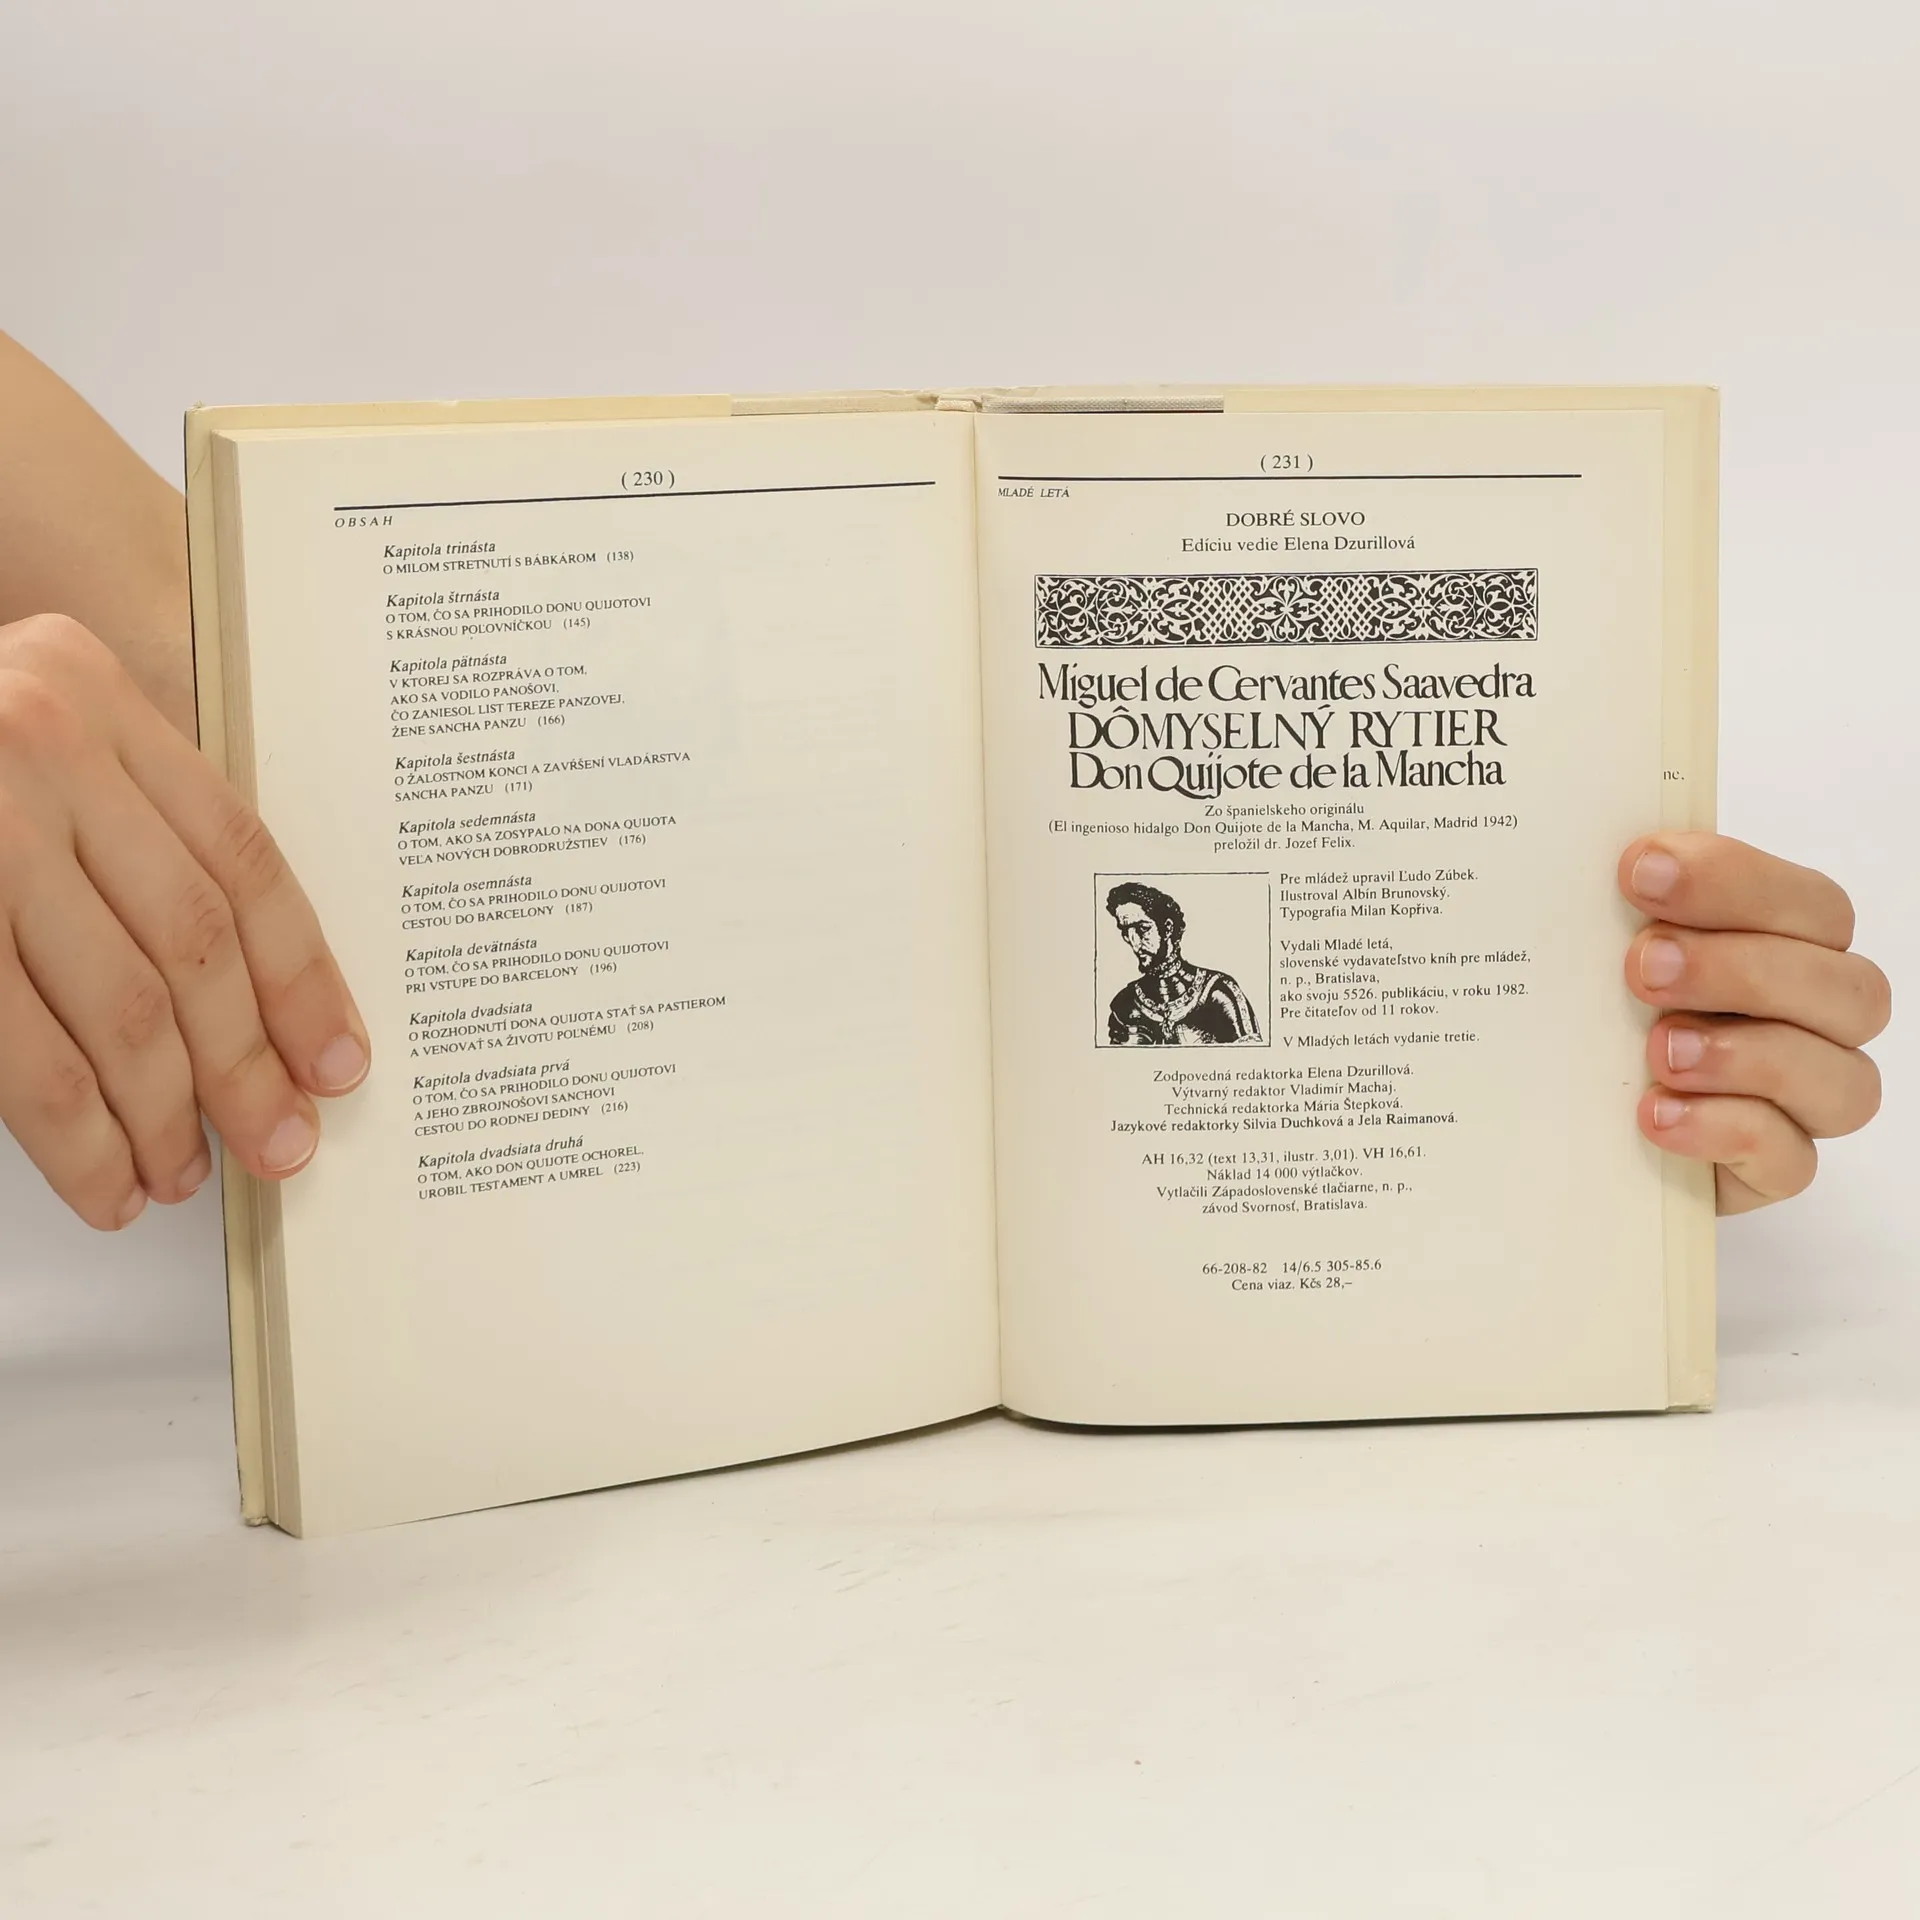 ( 230 )
OBSAH
Kapitola trinásta
O MILOM STRETNUTÍ S BÁBKÁROM (138)
Kapitola štrnásta
O TOM, ČO SA PRIHODILO DONU QUIJOTOVI
S KRÁSNOU POĽOVNÍČKOU (145)
Kapitola pätnásta
V KTOREJ SA ROZPRÁVA O TOM,
AKO SA VODILO PANOŠOVI,
ČO ZANIESOL LIST TEREZE PANZOVEJ,
ŽENE SANCHA PANZU (166)
Kapitola šestnásta
O ŽALOSTNOM KONCI A ZAVŔŠENÍ VLADÁRSTVA
SANCHA PANZU (171)
Kapitola sedemnásta
O TOM, AKO SA ZOSYPALO NA DONA QUIJOTA
VEĽA NOVÝCH DOBRODRUŽSTIEV (176)
Kapitola osemnásta
O TOM, ČO SA PRIHODILO DONU QUIJOTOVI
CESTOU DO BARCELONY (187)
Kapitola devätnásta
O TOM, ČO SA PRIHODILO DONU QUIJOTOVI
PRI VSTUPE DO BARCELONY (196)
Kapitola dvadsiata
O ROZHODNUTÍ DONA QUIJOTA STAŤ SA PASTIEROM
A VENOVAŤ SA ŽIVOTU POĽNÉMU (208)
Kapitola dvadsiata prvá
O TOM, ČO SA PRIHODILO DONU QUIJOTOVI
A JEHO ZBROJNOŠOVI SANCHOVI
CESTOU DO RODNEJ DEDINY (216)
Kapitola dvadsiata druhá
O TOM, AKO DON QUIJOTE OCHOREL,
UROBIL TESTAMENT A UMREL (223)
( 231 )
MLADÉ LETÁ
DOBRÉ SLOVO
Edíciu vedie Elena Dzurillová
Miguel de Cervantes Saavedra
DÔMYSELNÝ RYTIER
Don Quijote de la Mancha
Zo španielskeho originálu
(El ingenioso hidalgo Don Quijote de la Mancha, M. Aquilar, Madrid 1942)
preložil dr. Jozef Felix.
Pre mládež upravil Ľudo Zúbek.
Ilustroval Albín Brunovský.
Typografia Milan Kopřiva.
Vydali Mladé letá,
slovenské vydavateľstvo kníh pre mládež,
n. p., Bratislava,
ako svoju 5526. publikáciu, v roku 1982.
Pre čitateľov od 11 rokov.
V Mladých letách vydanie tretie.
Zodpovedná redaktorka Elena Dzurillová.
Výtvarný redaktor Vladimír Machaj.
Technická redaktorka Mária Štepková.
Jazykové redaktorky Silvia Duchková a Jela Raimanová.
AH 16,32 (text 13,31, ilustr. 3,01). VH 16,61.
Náklad 14 000 výtlačkov.
Vytlačili Západoslovenské tlačiarne, n. p.,
závod Svornosť, Bratislava.
66-208-82 14/6.5 305-85.6
Cena viaz. Kčs 28,–